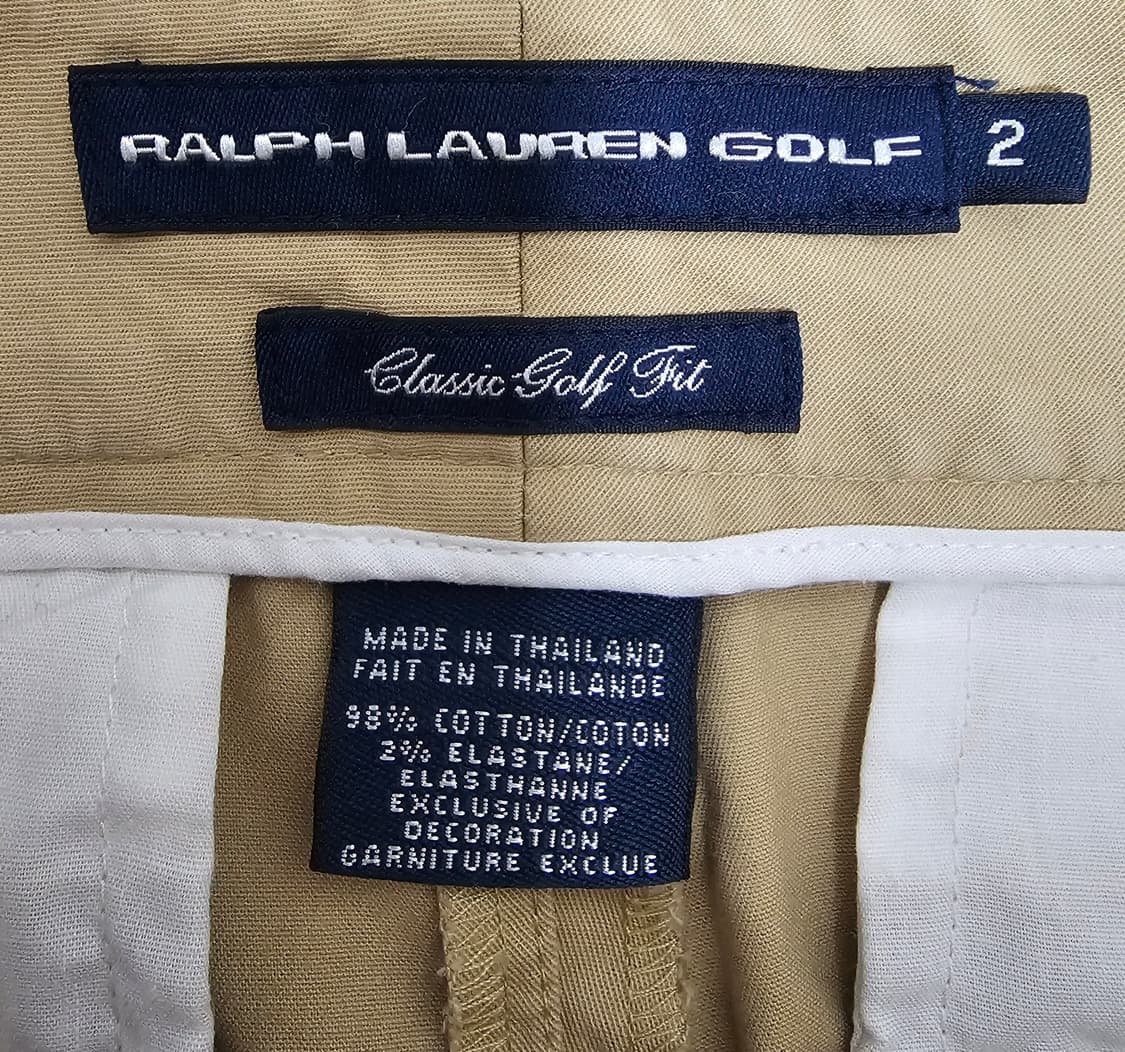 RALPH LAUREN GOLF
2
Classic Golf Fit
MADE IN THAILAND
FAIT EN THAILANDE
98% COTTON/COTON
2% ELASTANE/
ELASTHANNE
EXCLUSIVE OF
DECORATION
GARNITURE EXCLUE